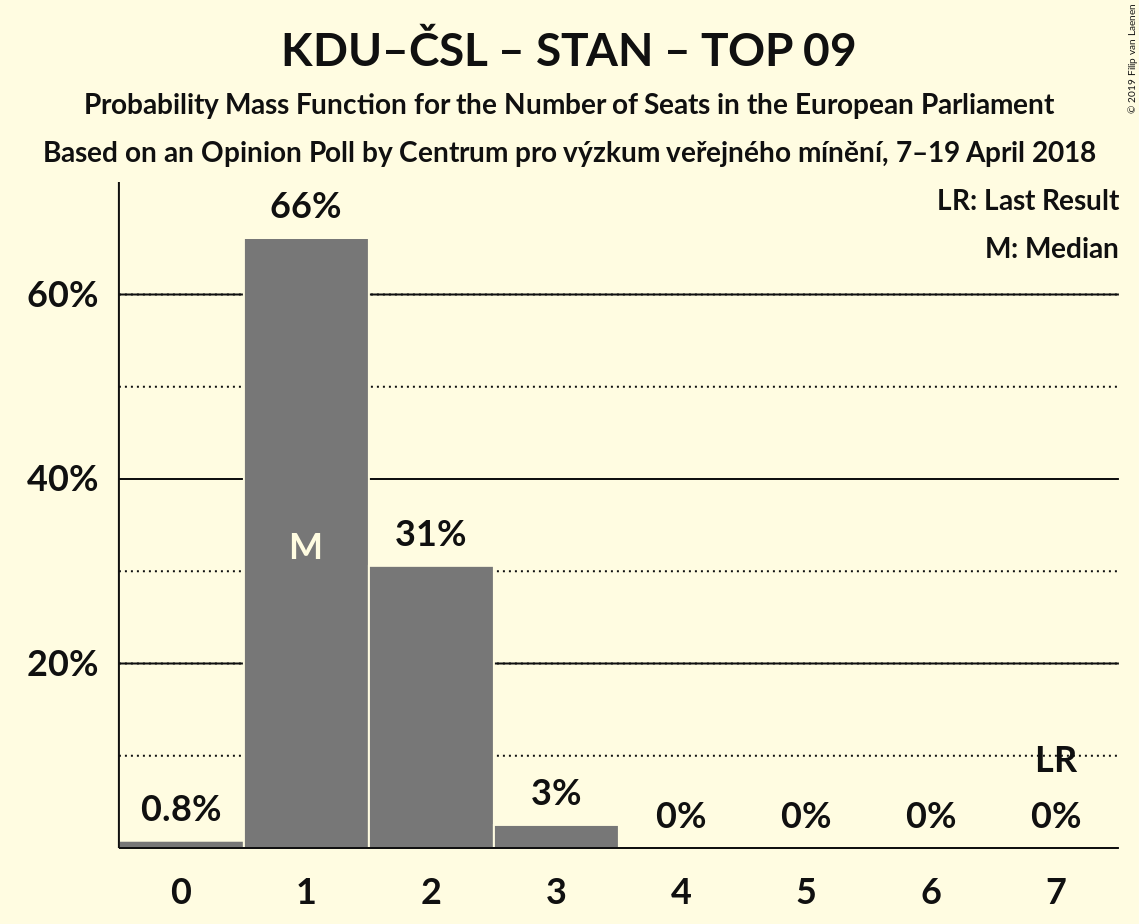 KDU–ČSL – STAN – TOP 09
Probability Mass Function for the Number of Seats in the European Parliament
Based on an Opinion Poll by Centrum pro výzkum veřejného mínění, 7–19 April 2018
© 2019 Filip van Laenen
LR: Last Result
M: Median
66%
60%
40%
31%
M
20%
LR
0.8%
3%
0%
0%
0%
0%
0
1
2
3
4
5
6
7